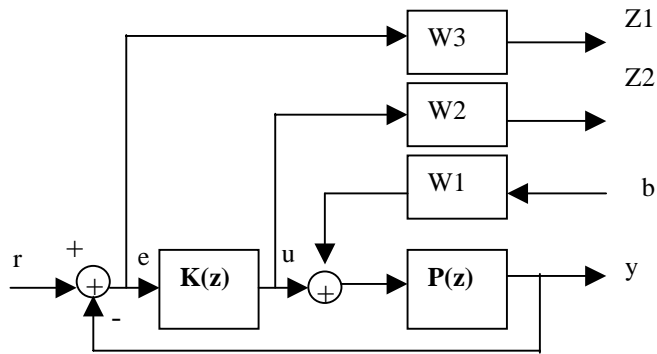 Z1
W3
Z2
W2
W1
b
+
r
+
e
K(z)
u
+
P(z)
y
-